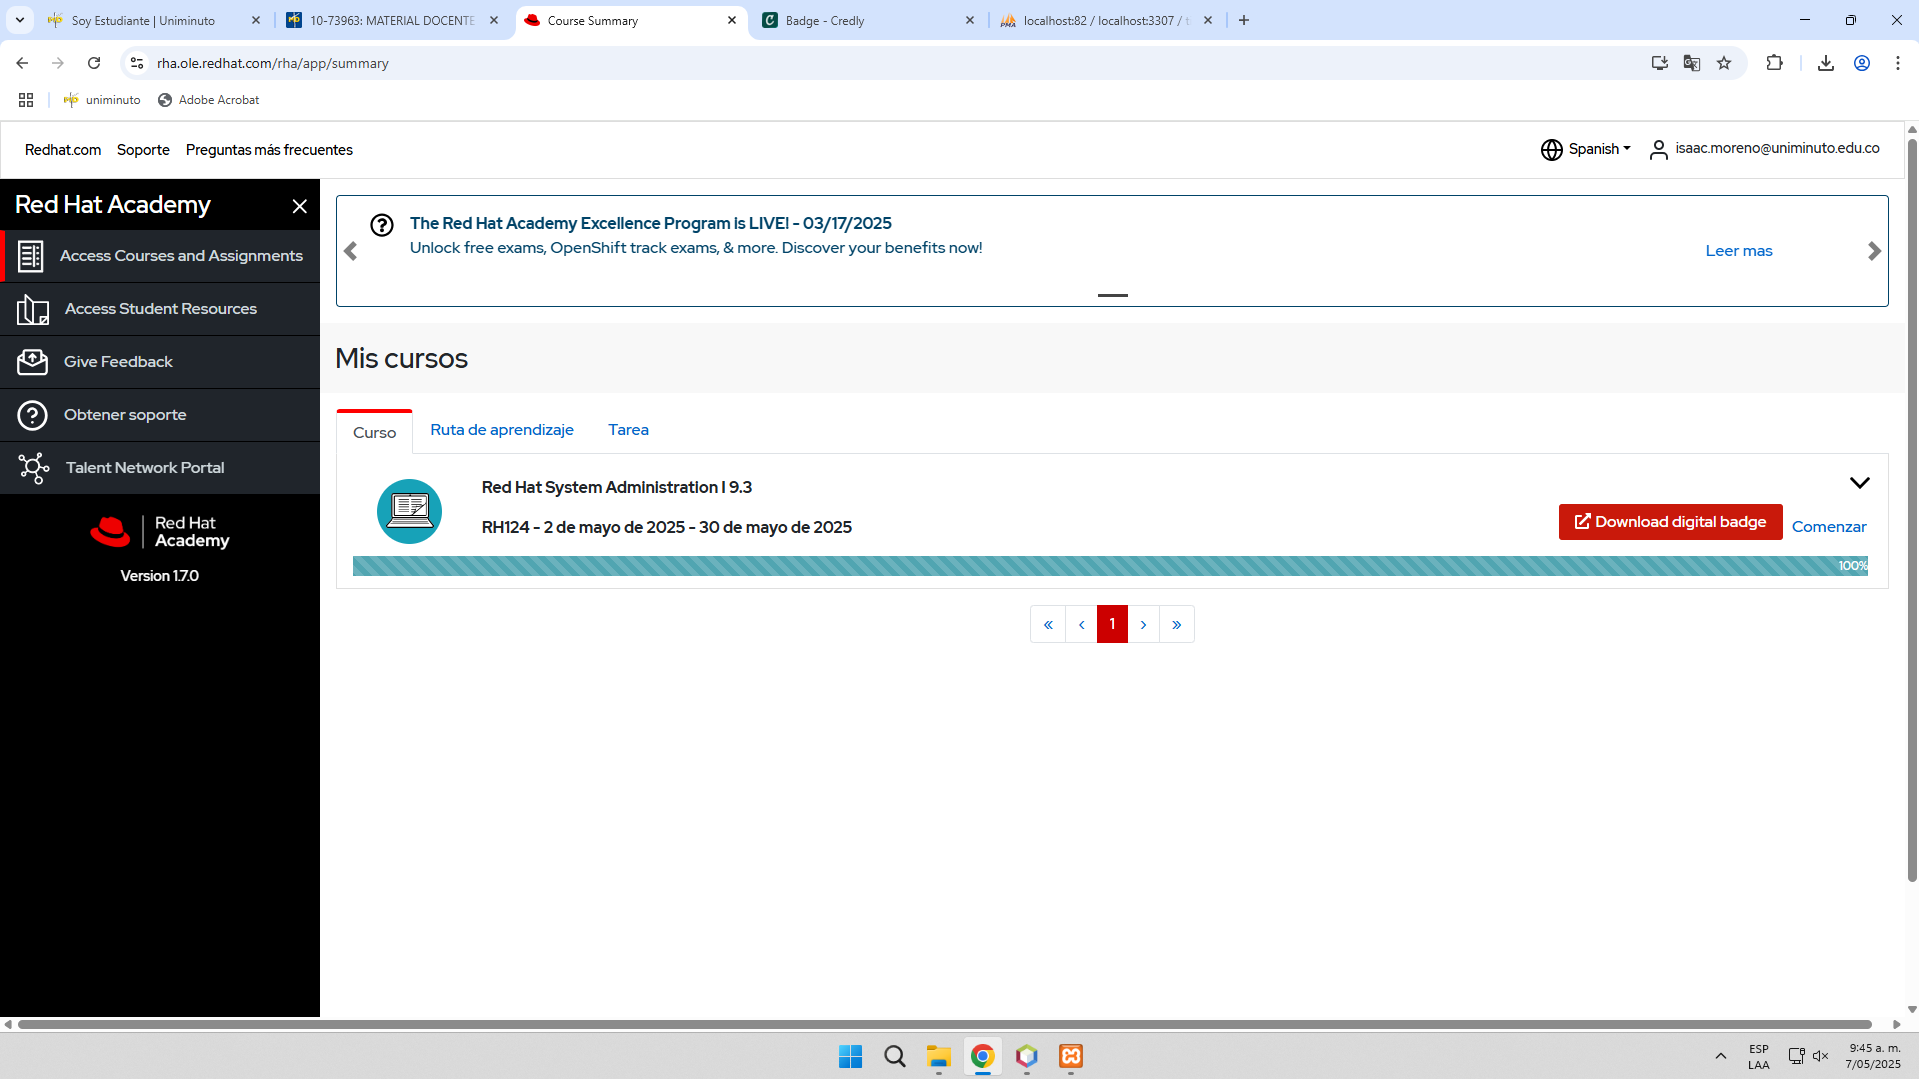 Soy Estudiante | Uniminuto
10-73963: MATERIAL DOCENTE
Course Summary
Badge - Credly
localhost:82 / localhost:3307 / t
rha.ole.redhat.com/rha/app/summary
uniminuto
Adobe Acrobat
Redhat.com
Soporte
Preguntas más frecuentes
Spanish
isaac.moreno@uniminuto.edu.co
Red Hat Academy
Access Courses and Assignments
Access Student Resources
Give Feedback
Obtener soporte
Talent Network Portal
Red Hat
Academy
Version 1.7.0
The Red Hat Academy Excellence Program is LIVE! - 03/17/2025
Unlock free exams, OpenShift track exams, & more. Discover your benefits now!
Leer mas
Mis cursos
Curso
Ruta de aprendizaje
Tarea
Red Hat System Administration I 9.3
RH124 - 2 de mayo de 2025 - 30 de mayo de 2025
Download digital badge
Comenzar
100%
« ‹ 1 › »
ESP
LAA
9:45 a. m.
7/05/2025